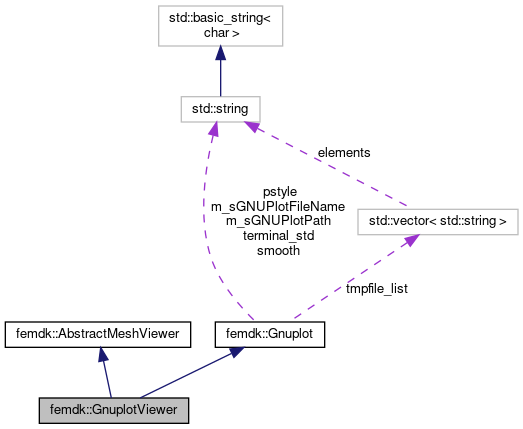 std::basic_string<
char >
std::string
elements
pstyle
m_sGNUPlotFileName
m_sGNUPlotPath
terminal_std
smooth
std::vector< std::string >
tmpfile_list
femdk::AbstractMeshViewer
femdk::Gnuplot
femdk::GnuplotViewer